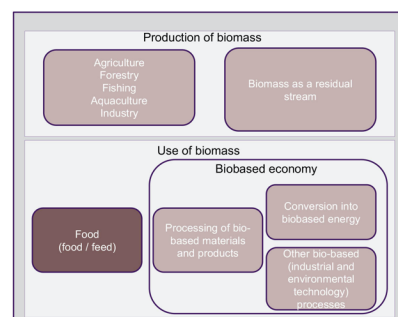 Production of biomass
Agriculture
Forestry
Fishing
Aquaculture
Industry
Biomass as a residual
stream
Use of biomass
Biobased economy
Food
(food / feed)
Processing of bio-
based materials
and products
Conversion into
biobased energy
Other bio-based
(industrial and
environmental
technology)
processes